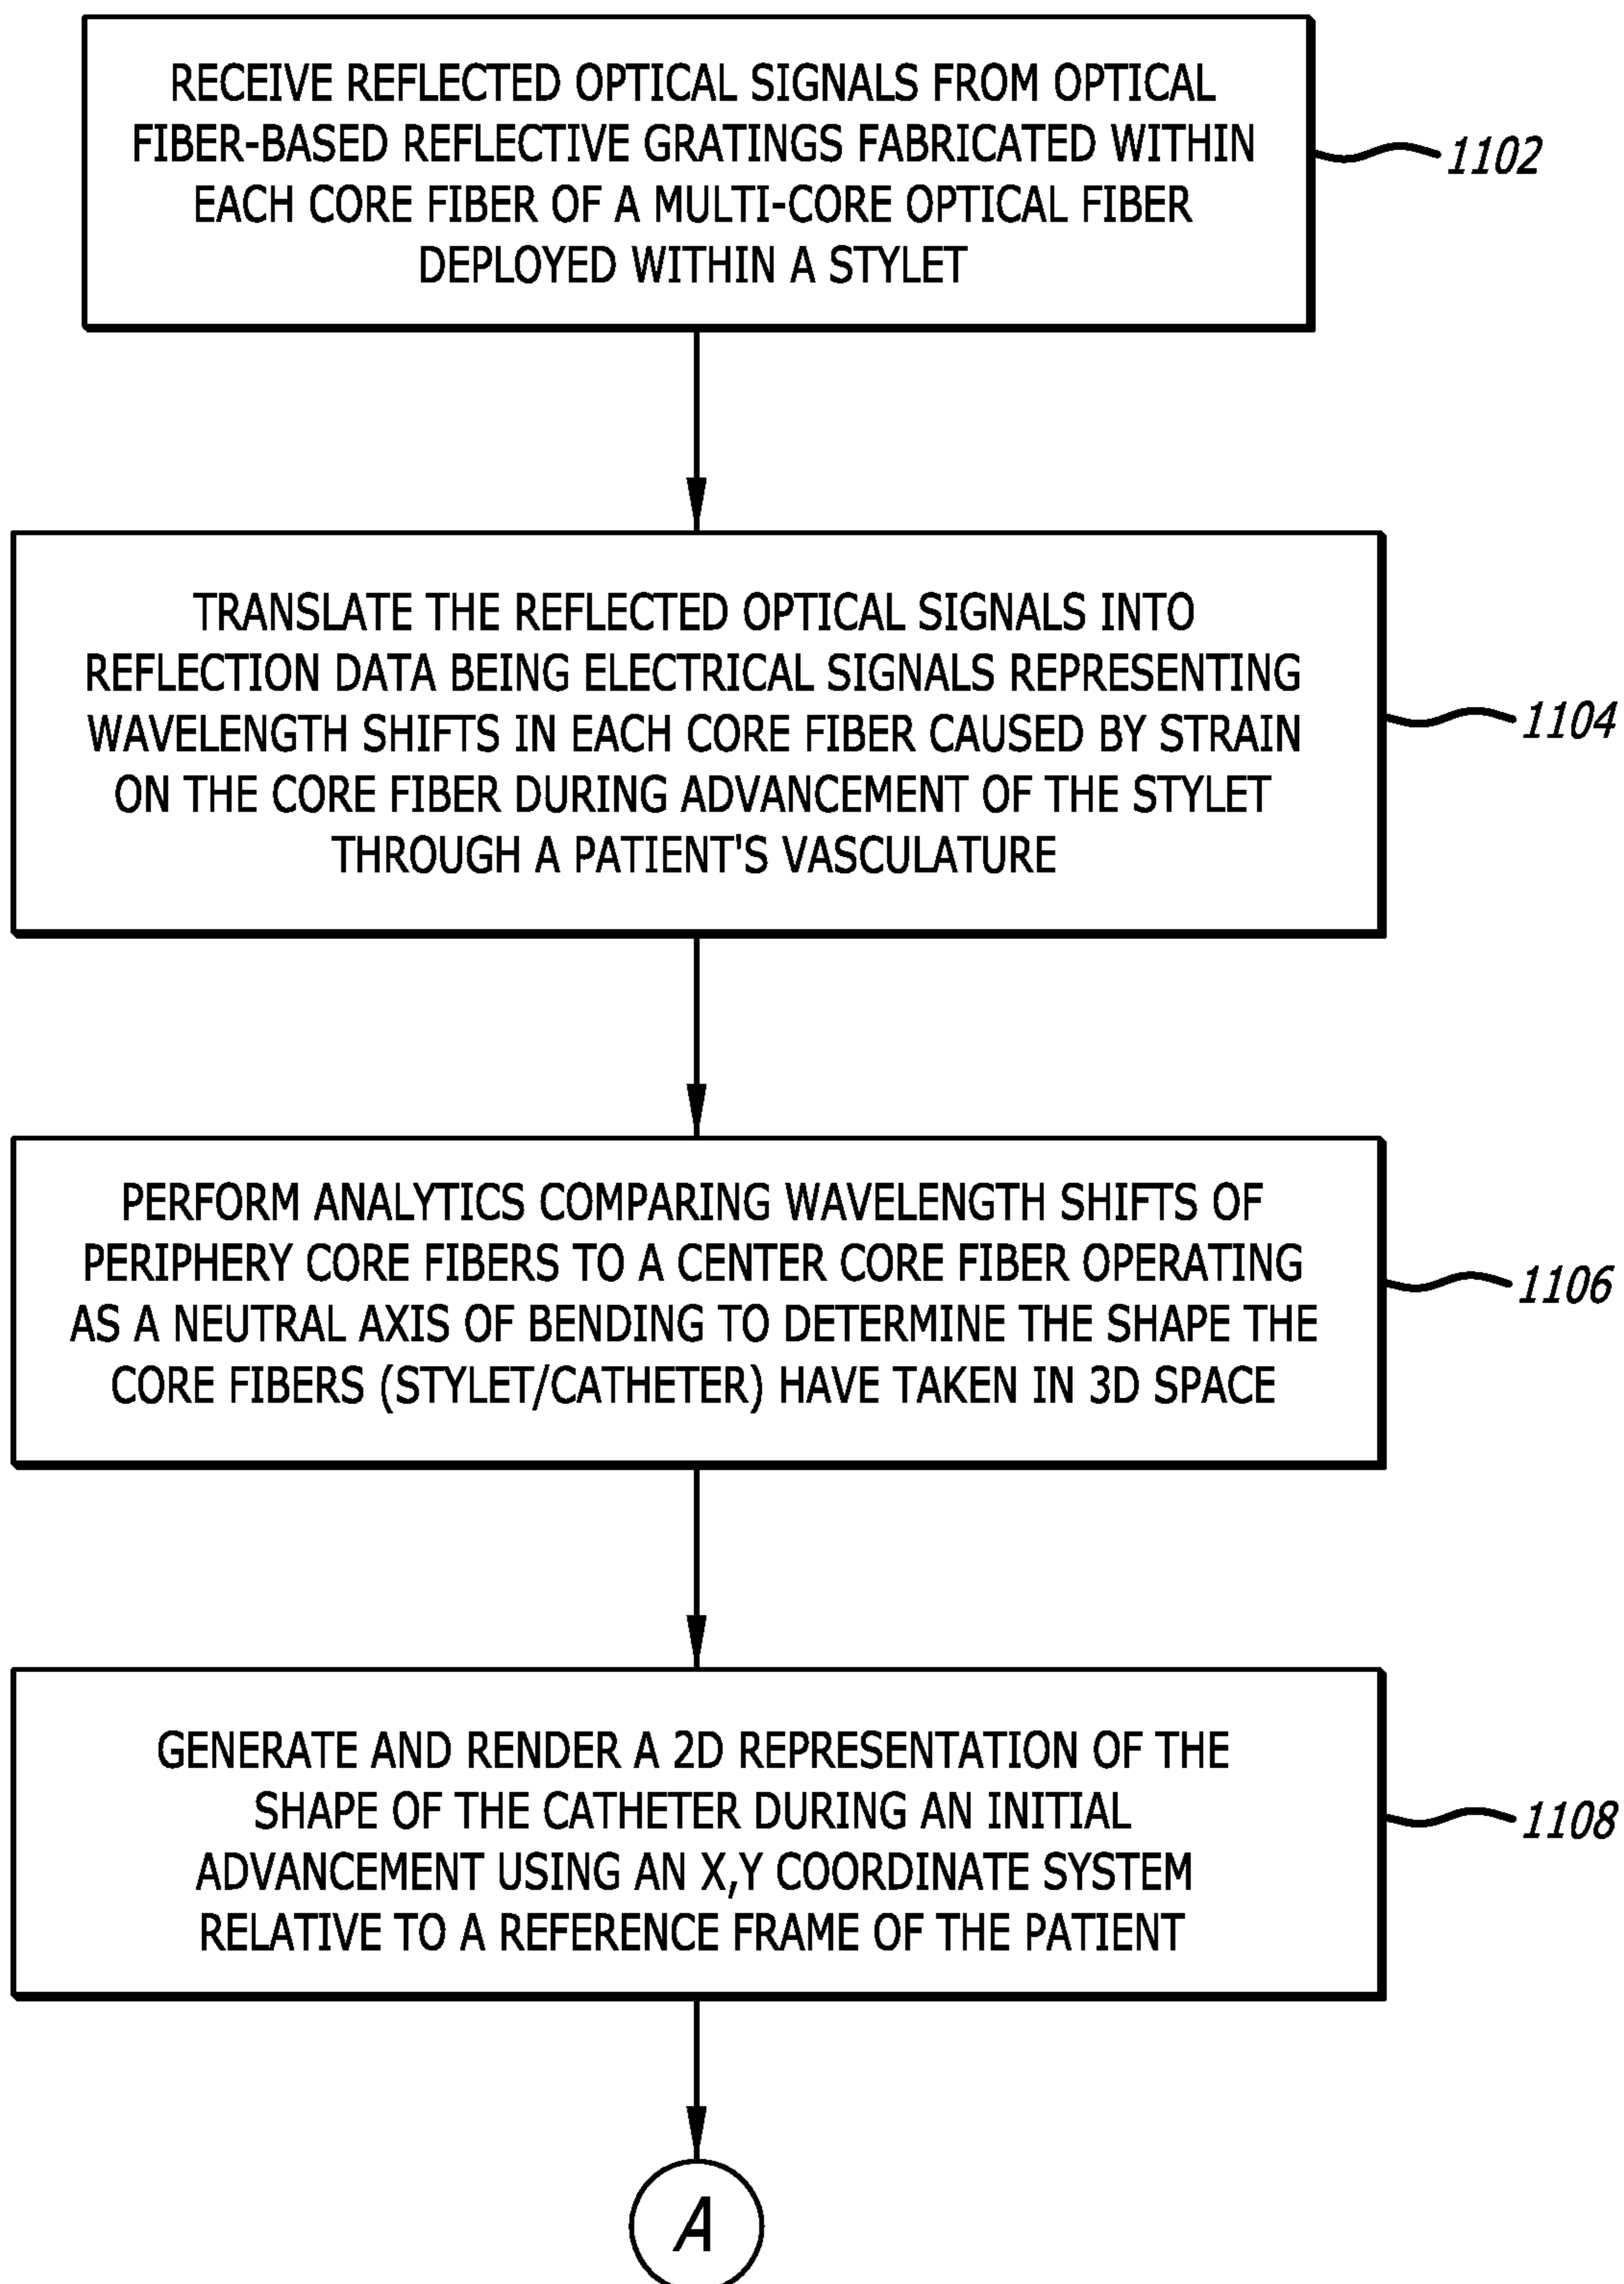 RECEIVE REFLECTED OPTICAL SIGNALS FROM OPTICAL
FIBER-BASED REFLECTIVE GRATINGS FABRICATED WITHIN
EACH CORE FIBER OF A MULTI-CORE OPTICAL FIBER
DEPLOYED WITHIN A STYLET
1102
TRANSLATE THE REFLECTED OPTICAL SIGNALS INTO
REFLECTION DATA BEING ELECTRICAL SIGNALS REPRESENTING
WAVELENGTH SHIFTS IN EACH CORE FIBER CAUSED BY STRAIN
ON THE CORE FIBER DURING ADVANCEMENT OF THE STYLET
THROUGH A PATIENT'S VASCULATURE
1104
PERFORM ANALYTICS COMPARING WAVELENGTH SHIFTS OF
PERIPHERY CORE FIBERS TO A CENTER CORE FIBER OPERATING
AS A NEUTRAL AXIS OF BENDING TO DETERMINE THE SHAPE THE
CORE FIBERS (STYLET/CATHETER) HAVE TAKEN IN 3D SPACE
1106
GENERATE AND RENDER A 2D REPRESENTATION OF THE
SHAPE OF THE CATHETER DURING AN INITIAL
ADVANCEMENT USING AN X,Y COORDINATE SYSTEM
RELATIVE TO A REFERENCE FRAME OF THE PATIENT
1108
A